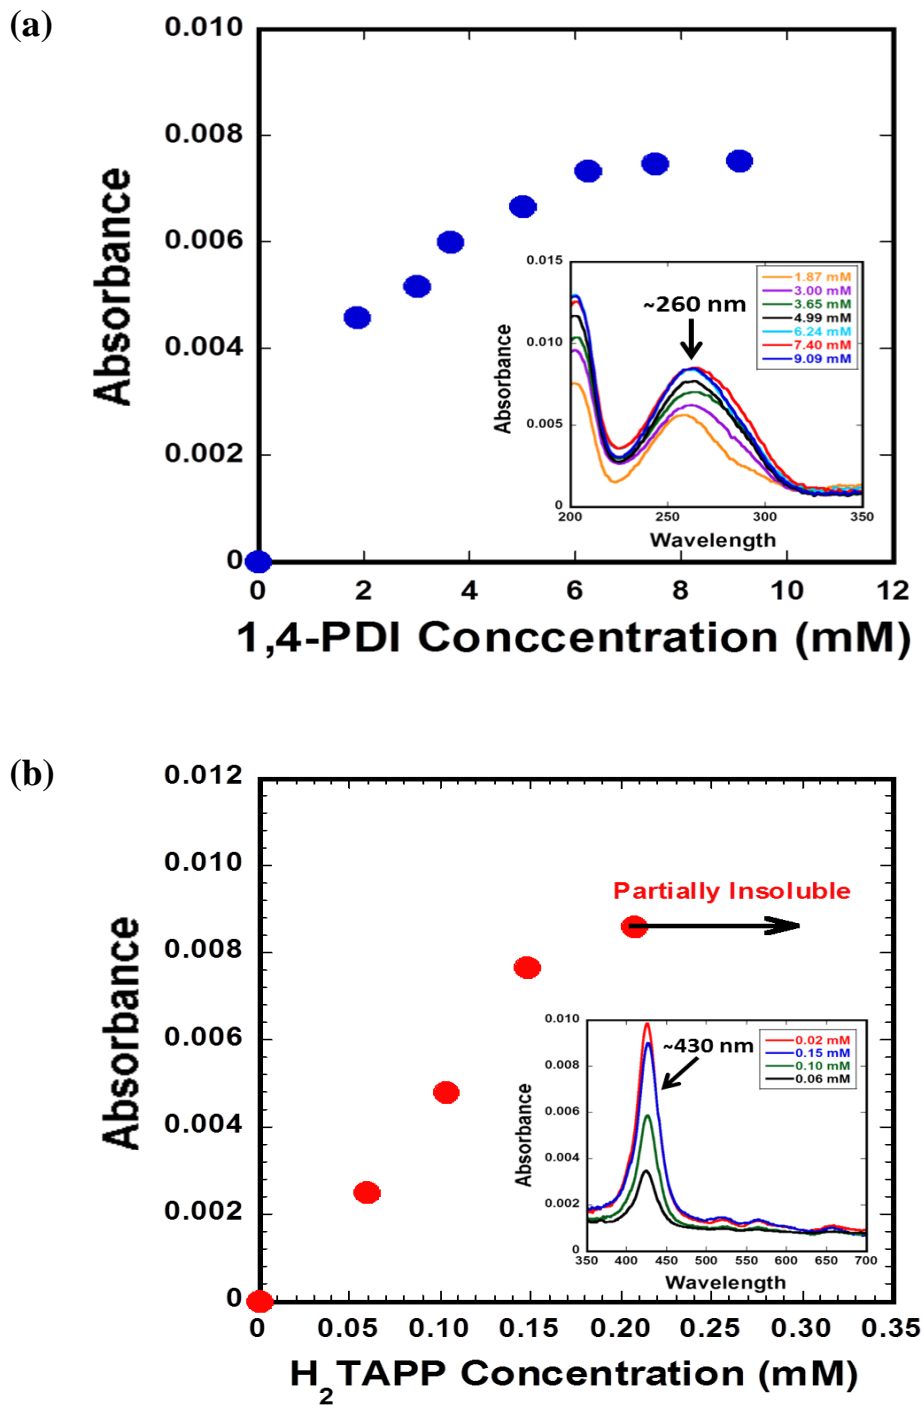 (a)
0.010
0.008
0.006
0.004
0.002
0
Absorbance
0 2 4 6 8 10 12
1,4-PDI Conccentration (mM)
0.015
0.010
0.005
0
Absorbance
~260 nm
1.87 mM
3.00 mM
3.65 mM
4.99 mM
6.24 mM
7.40 mM
9.09 mM
200 250 300 350
Wavelength
(b)
0.012
0.010
0.008
0.006
0.004
0.002
0
Absorbance
Partially Insoluble
0 0.05 0.10 0.15 0.20 0.25 0.30 0.35
H2TAPP Concentration (mM)
0.010
0.008
0.006
0.004
0.002
0
Absorbance
~430 nm
0.02 mM
0.15 mM
0.10 mM
0.06 mM
350 400 450 500 550 600 650 700
Wavelength